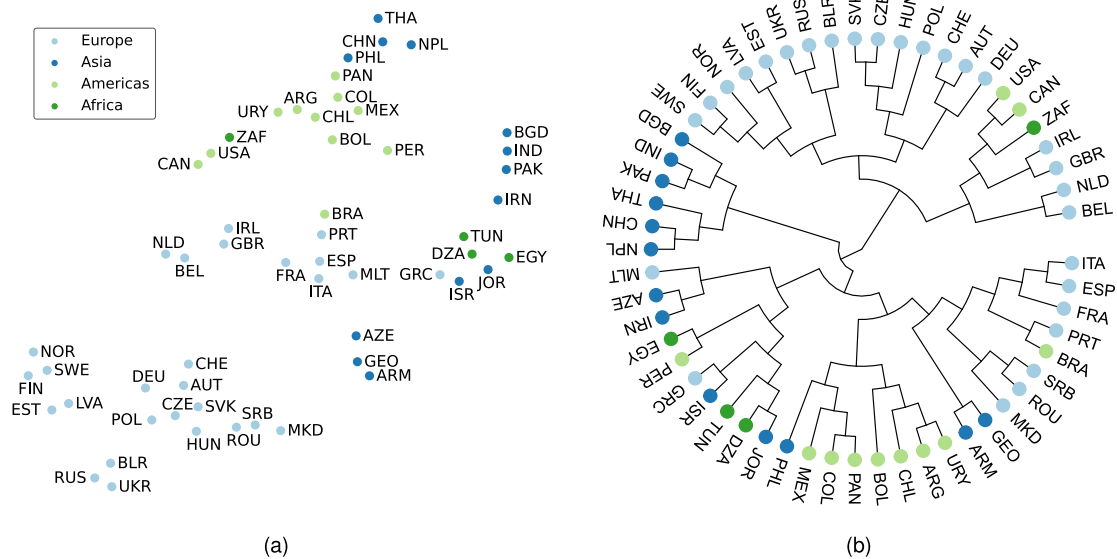 Europe
Asia
Americas
Africa
THA
CHN
NPL
PHL
PAN
COL
ARG
URY
CHL
MEX
ZAF
BOL
USA
PER
CAN
BGD
IND
PAK
IRN
BRA
IRL
PRT
TUN
NLD
GBR
DZA
EGY
BEL
ESP
FRA
MLT
GRC
JOR
ITA
ISR
AZE
NOR
GEO
CHE
SWE
ARM
FIN
DEU
AUT
LVA
EST
CZE
SVK
SRB
POL
HUN
ROU
MKD
BLR
RUS
UKR
(a)
BGD
SWE
FIN
NOR
LVA
EST
UKR
RUS
BLR
SVK
CZE
HUN
POL
CHE
AUT
DEU
USA
CAN
ZAF
IRL
GBR
NLD
BEL
ITA
ESP
FRA
PRT
BRA
SRB
ROU
MKD
GEO
ARM
URY
ARG
CHL
BOL
PAN
COL
MEX
PHL
JOR
DZA
TUN
ISR
GRC
PER
EGY
IRN
AZE
MLT
NPL
CHN
THA
PAK
IND
(b)